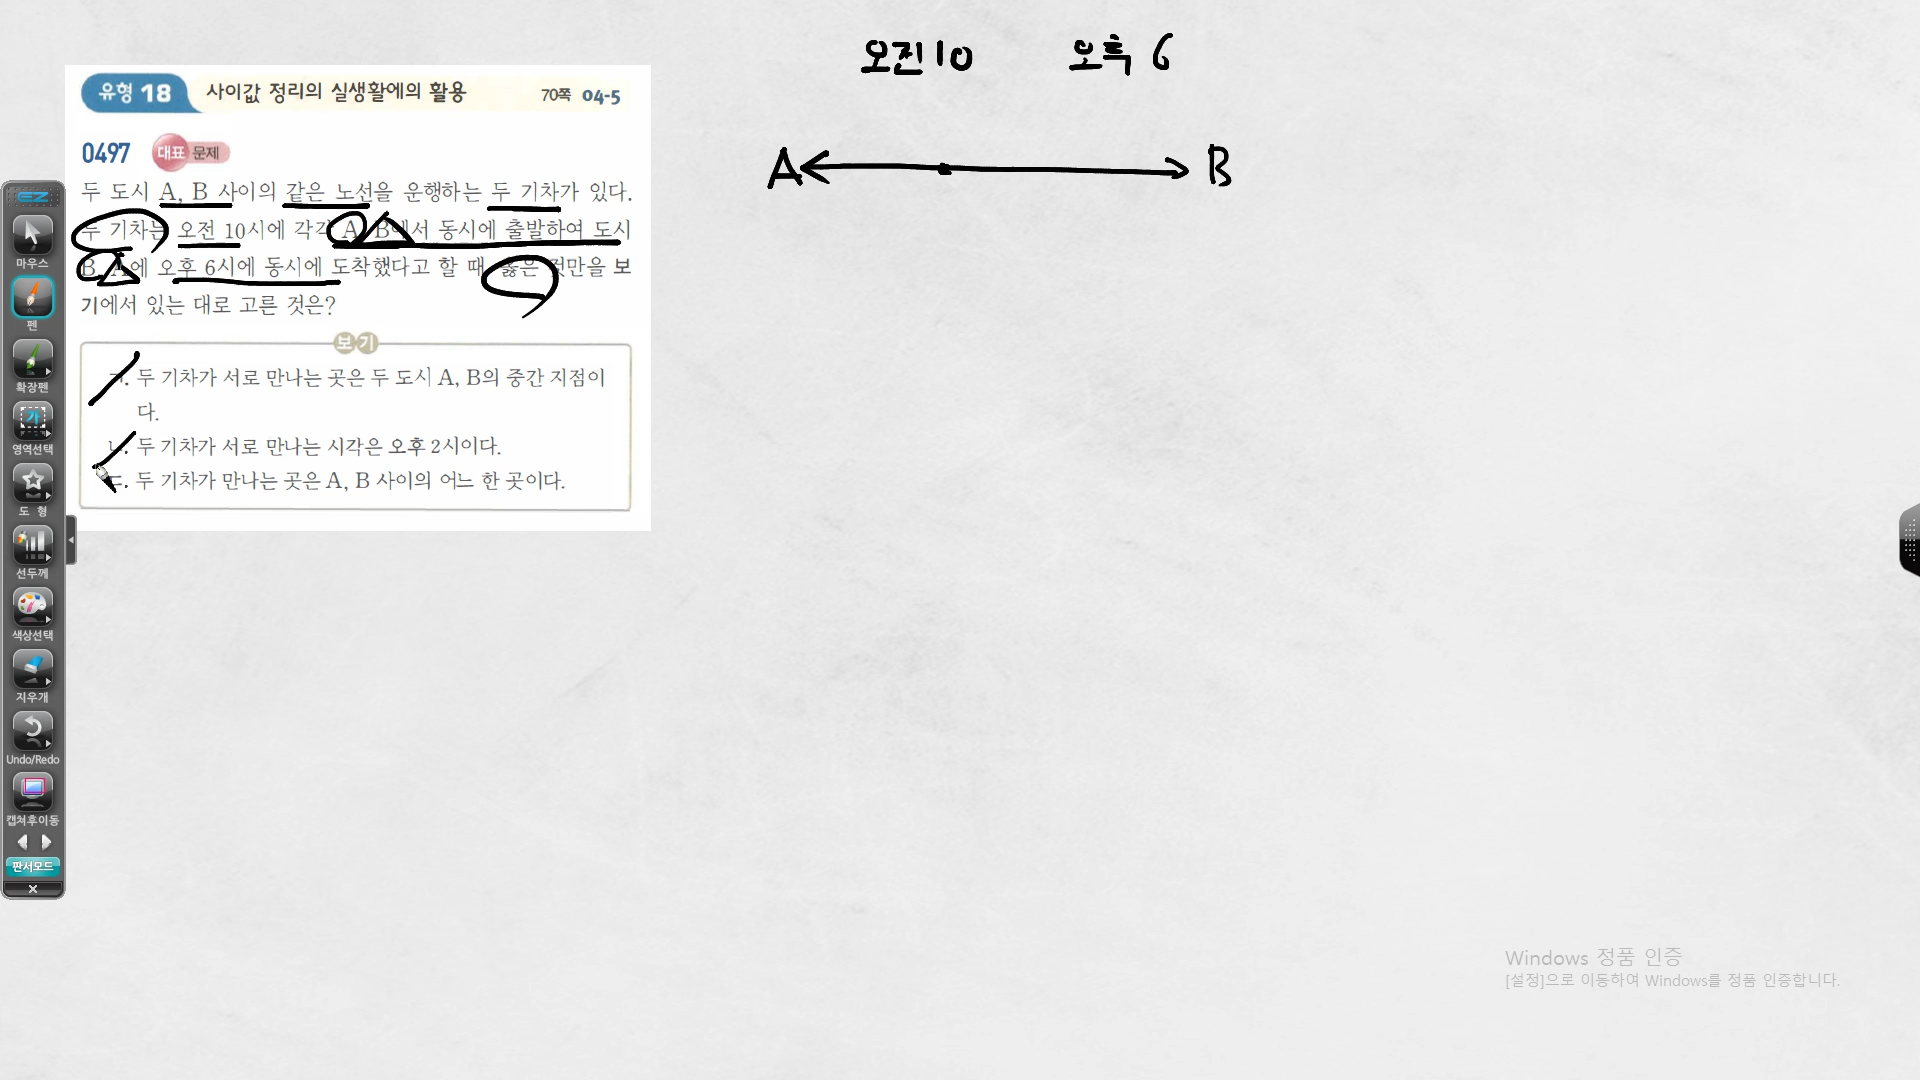 오전 10 오후 6
A B
유형 18 사이값 정리의 실생활에의 활용 70쪽 04-5
0497 대표 문제
두 도시 A, B 사이의 같은 노선을 운행하는 두 기차가 있다.
두 기차는 오전 10시에 각각 A, B에서 동시에 출발하여 도시
B, A에 오후 6시에 동시에 도착했다고 할 때, 옳은 것만을 보
기에서 있는 대로 고른 것은?
보기
ㄱ. 두 기차가 서로 만나는 곳은 두 도시 A, B의 중간 지점이
다.
ㄴ. 두 기차가 서로 만나는 시각은 오후 2시이다.
ㄷ. 두 기차가 만나는 곳은 A, B 사이의 어느 한 곳이다.
EZ
마우스
펜
확장펜
가
영역선택
도 형
선두께
색상선택
지우개
Undo/Redo
캡쳐후이동
판서모드
x
Windows 정품 인증
[설정]으로 이동하여 Windows를 정품 인증합니다.